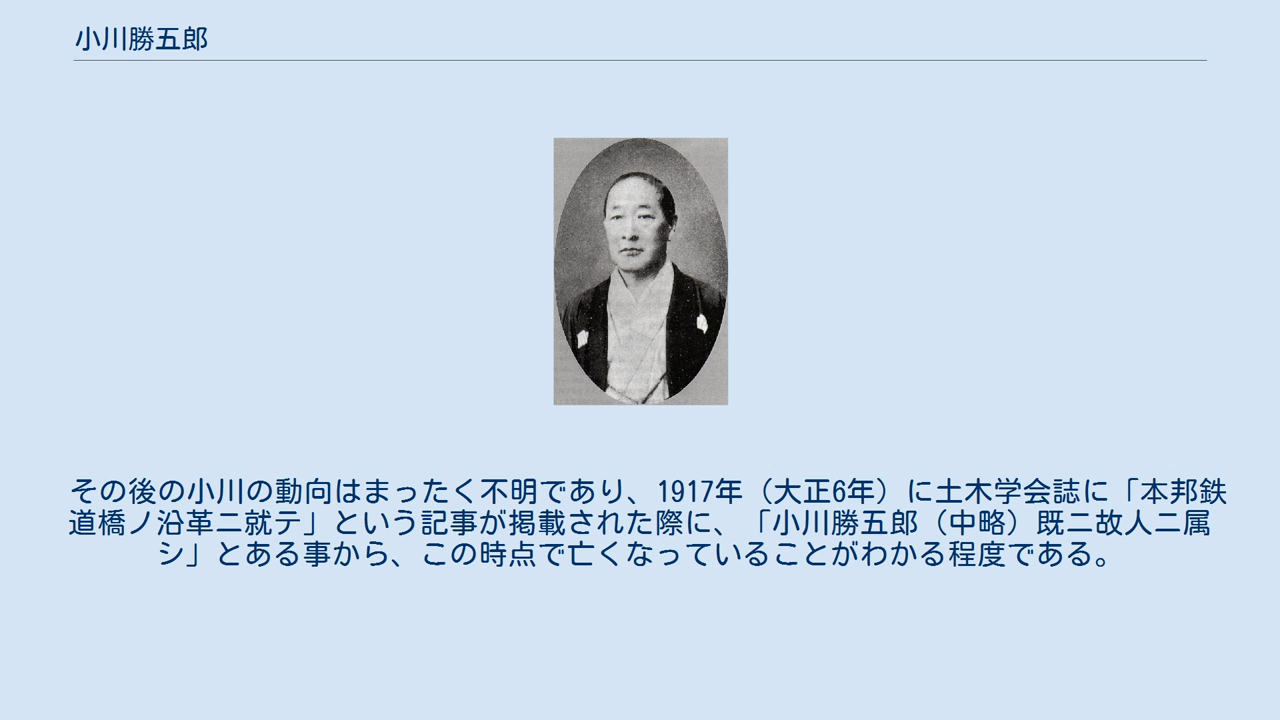 小川勝五郎
その後の小川の動向はまったく不明であり、1917年（大正6年）に土木学会誌に「本邦鉄
道橋ノ沿革ニ就テ」という記事が掲載された際に、「小川勝五郎（中略）既ニ故人ニ属
シ」とある事から、この時点で亡くなっていることがわかる程度である。